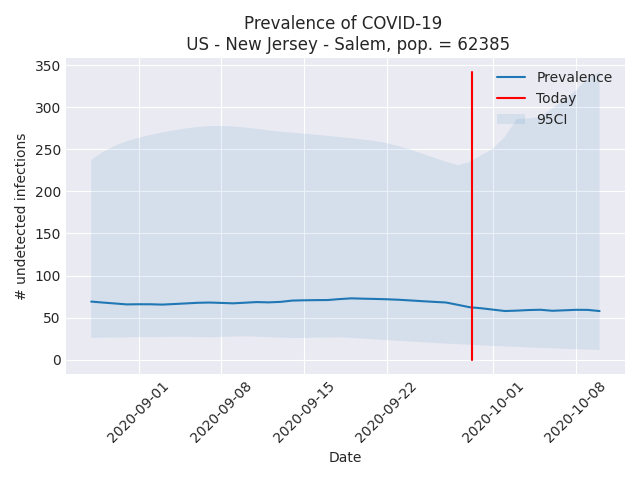 Prevalence of COVID-19
US - New Jersey - Salem, pop. = 62385
Prevalence
Today
95CI
# undetected infections
350
300
250
200
150
100
50
0
2020-09-01
2020-09-08
2020-09-15
2020-09-22
2020-10-01
2020-10-08
Date